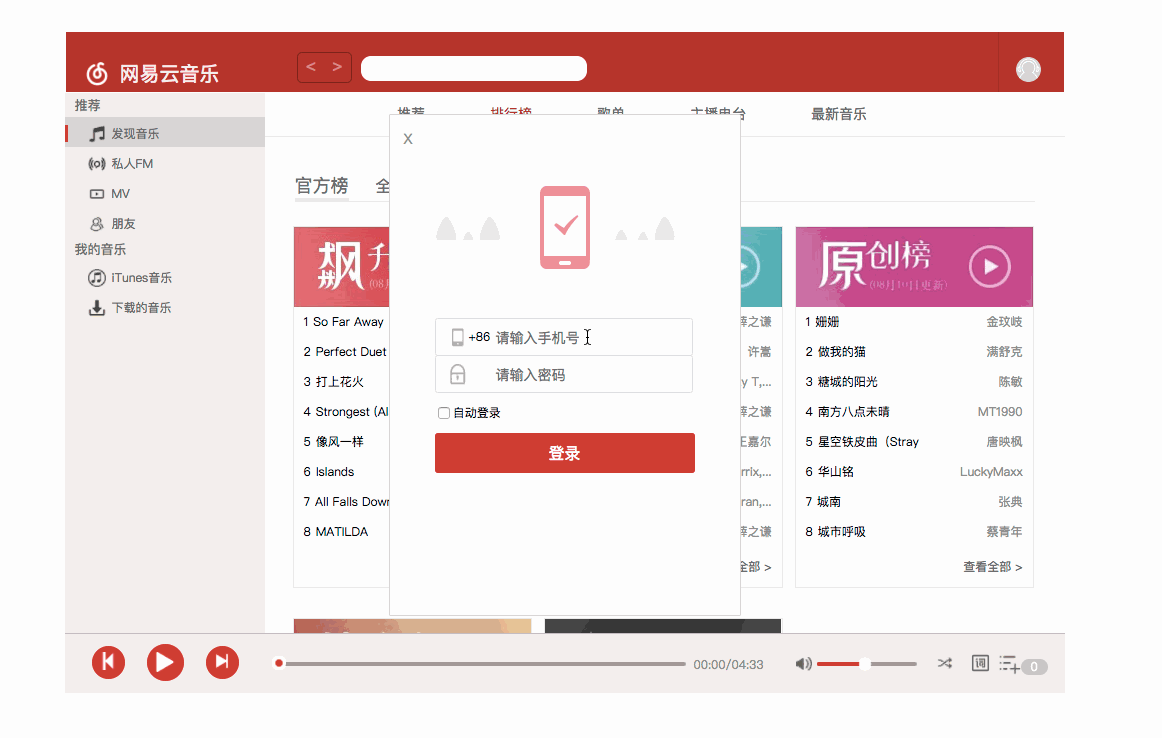 网易云音乐
< >
推荐
发现音乐
私人FM
MV
朋友
我的音乐
iTunes音乐
下载的音乐
推荐 排行榜 歌单 主播电台 最新音乐
官方榜 全
X
+86 请输入手机号
请输入密码
自动登录
登录
飙升
(08
1 So Far Away
2 Perfect Duet
3 打上花火
4 Strongest (Al
5 像风一样
6 Islands
7 All Falls Down
8 MATILDA
薛之谦
许嵩
y T,...
薛之谦
王嘉尔
rrix,...
ran,...
薛之谦
全部 >
原创榜
(08月10日更新)
1 姗姗 金玟岐
2 做我的猫 满舒克
3 糖城的阳光 陈敏
4 南方八点未晴 MT1990
5 星空铁皮曲（Stray 唐映枫
6 华山铭 LuckyMaxx
7 城南 张典
8 城市呼吸 蔡青年
查看全部 >
00:00/04:33
词
0